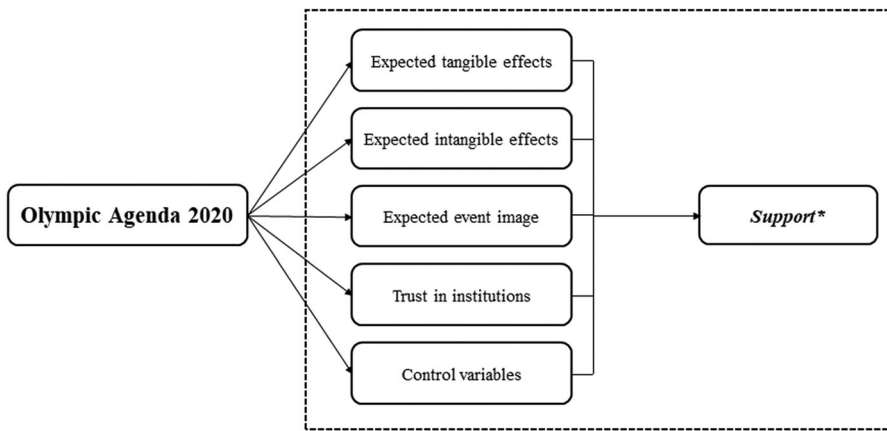 Expected tangible effects
Expected intangible effects
Olympic Agenda 2020
Expected event image
Support*
Trust in institutions
Control variables